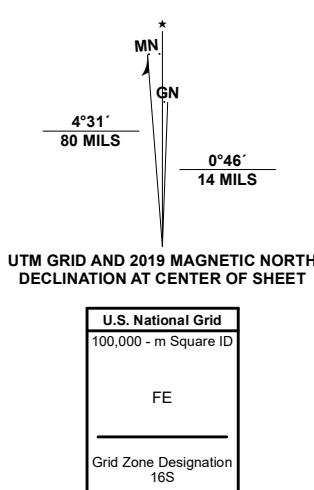 MN
GN
4°31´
80 MILS
0°46´
14 MILS
UTM GRID AND 2019 MAGNETIC NORTH
DECLINATION AT CENTER OF SHEET
U.S. National Grid
100,000 - m Square ID
FE
Grid Zone Designation
16S